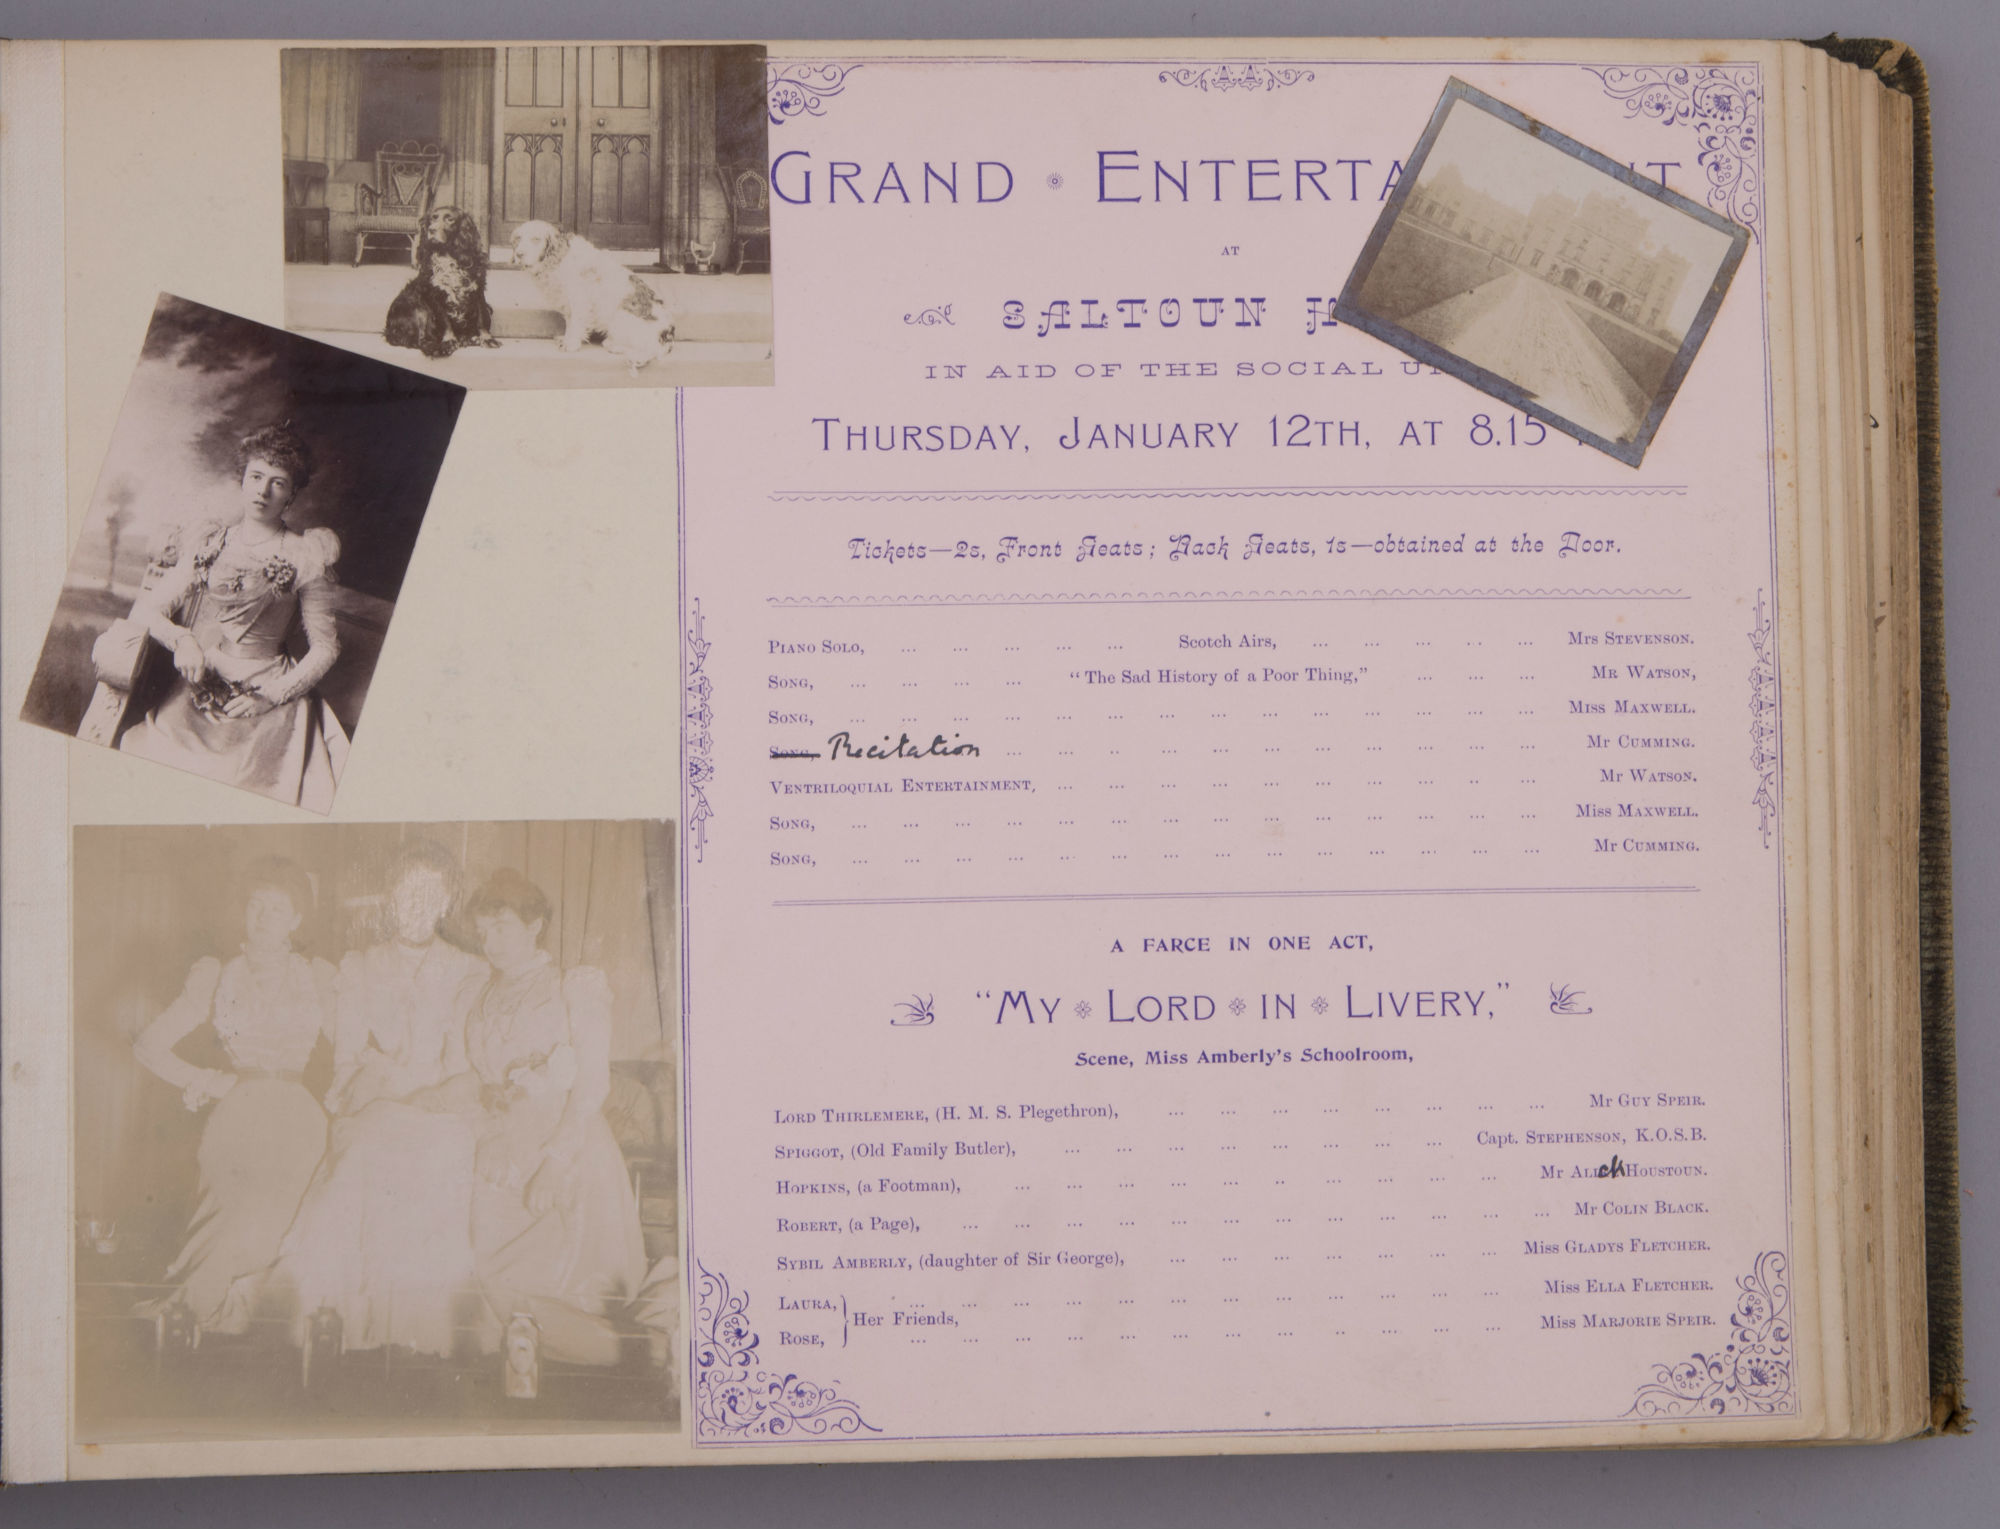 GRAND ENTERTA NT
AT
SALTOUN H
IN AID OF THE SOCIAL U
THURSDAY, JANUARY 12TH, AT 8.15
Tickets—2s, Front Seats; Back Seats, 1s—obtained at the Door.
PIANO SOLO, ... ... ... ... ... Scotch Airs, ... ... ... ... ... MRS STEVENSON.
SONG, ... ... ... ... "The Sad History of a Poor Thing," ... ... ... MR WATSON,
SONG, ... ... ... ... ... ... ... ... ... ... ... ... ... ... MISS MAXWELL.
SONG, Recitation ... ... ... ... ... ... ... ... ... ... ... MR CUMMING.
VENTRILOQUIAL ENTERTAINMENT, ... ... ... ... ... ... ... ... ... ... MR WATSON.
SONG, ... ... ... ... ... ... ... ... ... ... ... ... ... ... MISS MAXWELL.
SONG, ... ... ... ... ... ... ... ... ... ... ... ... ... ... MR CUMMING.
A FARCE IN ONE ACT,
"MY LORD IN LIVERY,"
Scene, Miss Amberly's Schoolroom,
LORD THIRLEMERE, (H. M. S. Plegethron), ... ... ... ... ... ... ... ... MR GUY SPEIR.
SPIGGOT, (Old Family Butler), ... ... ... ... ... ... ... ... Capt. STEPHENSON, K.O.S.B.
HOPKINS, (a Footman), ... ... ... ... ... ... ... ... ... ... MR ALICK HOUSTOUN.
ROBERT, (a Page), ... ... ... ... ... ... ... ... ... ... ... ... MR COLIN BLACK.
SYBIL AMBERLY, (daughter of Sir George), ... ... ... ... ... ... ... MISS GLADYS FLETCHER.
LAURA, ... ... ... ... ... ... ... ... ... ... ... ... MISS ELLA FLETCHER.
Her Friends,
ROSE, ... ... ... ... ... ... ... ... ... ... ... ... MISS MARJORIE SPEIR.